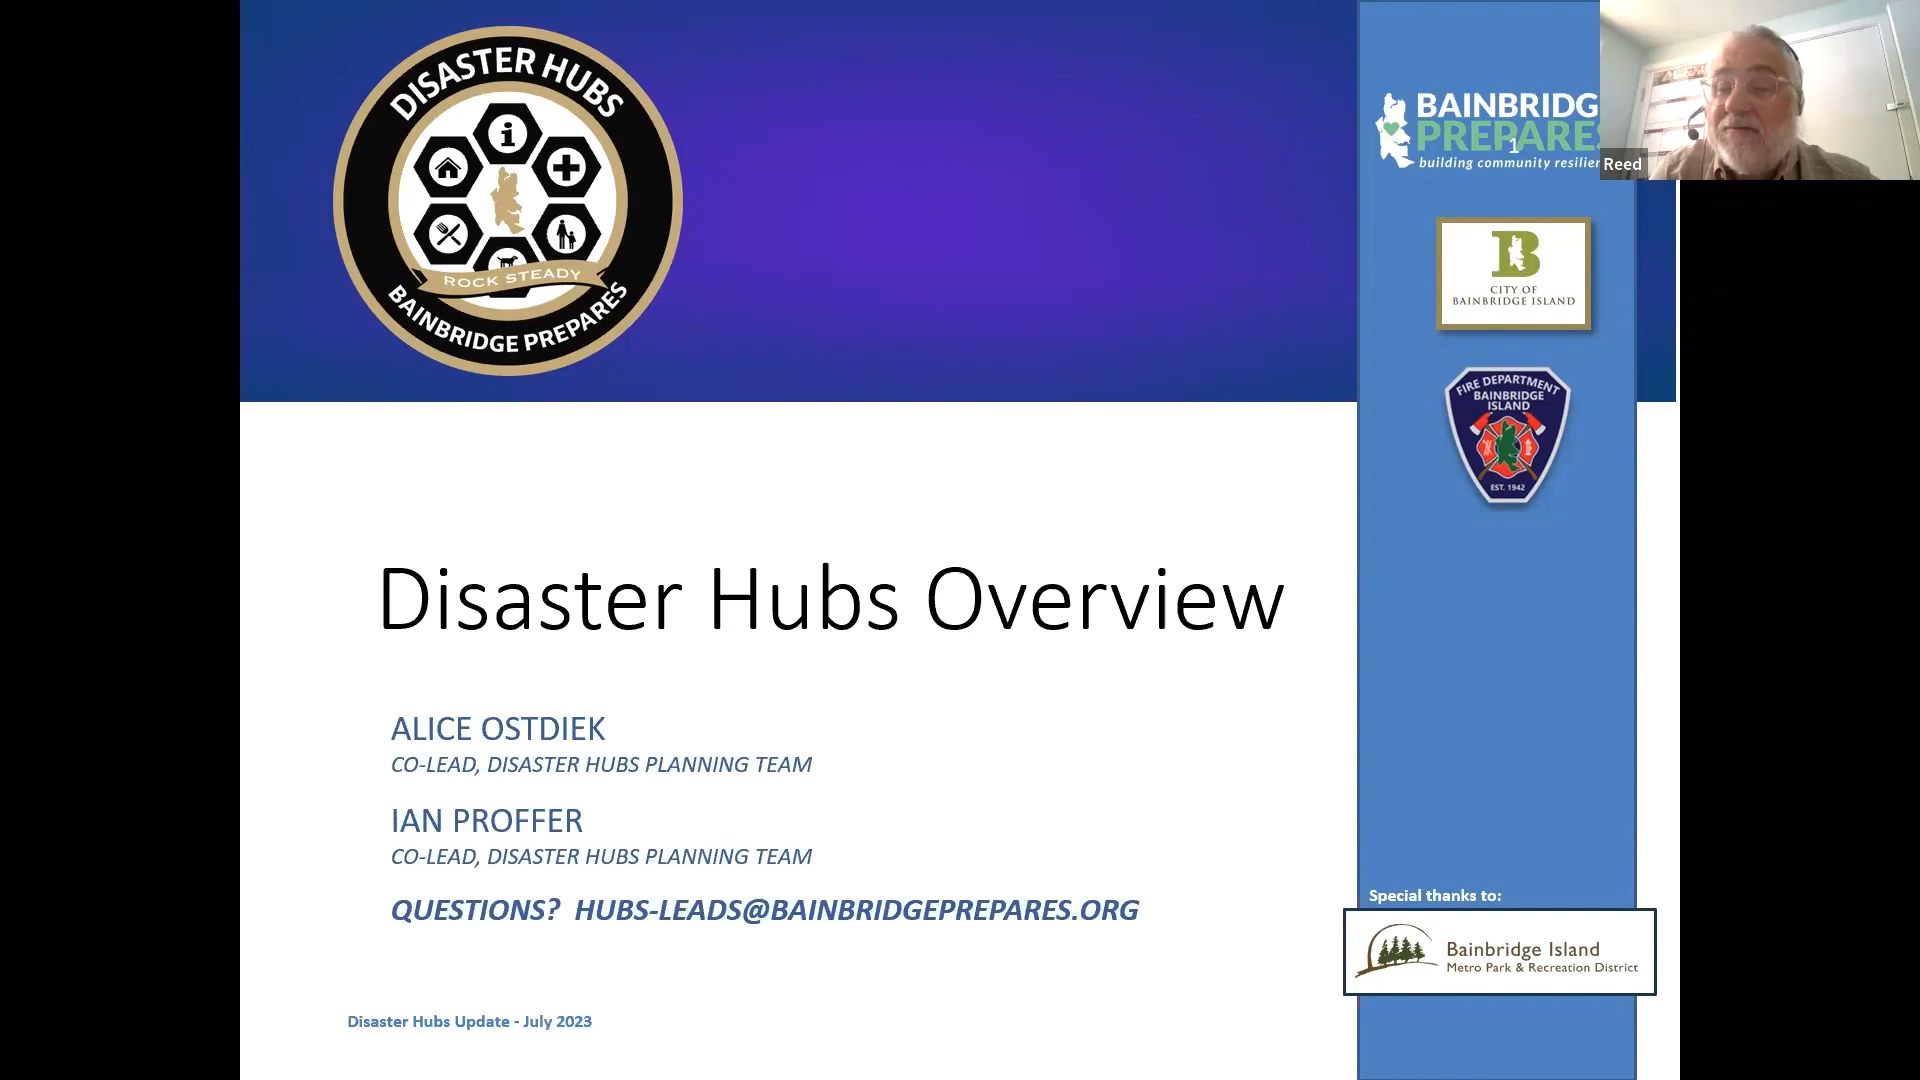 DISASTER HUBS
ROCK STEADY
BAINBRIDGE PREPARES
BAINBRIDG
PREPARES
1
building community resilien
Reed
B
CITY OF
BAINBRIDGE ISLAND
FIRE DEPARTMENT
BAINBRIDGE
ISLAND
EST. 1942
Disaster Hubs Overview
ALICE OSTDIEK
CO-LEAD, DISASTER HUBS PLANNING TEAM
IAN PROFFER
CO-LEAD, DISASTER HUBS PLANNING TEAM
QUESTIONS? HUBS-LEADS@BAINBRIDGEPREPARES.ORG
Special thanks to:
Bainbridge Island
Metro Park & Recreation District
Disaster Hubs Update - July 2023